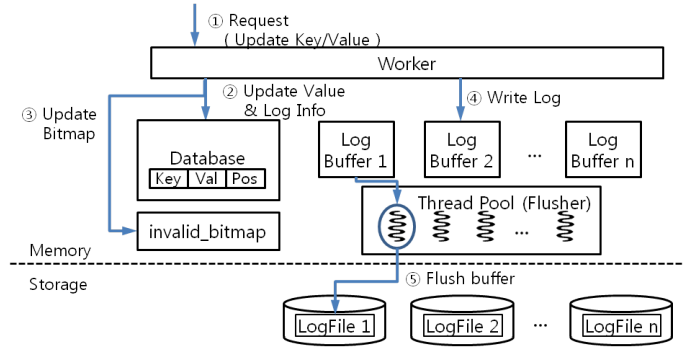 ① Request
( Update Key/Value )
Worker
② Update Value
& Log Info
③ Update
Bitmap
④ Write Log
Database
Key Val Pos
Log
Buffer 1
Log
Buffer 2
...
Log
Buffer n
Thread Pool (Flusher)
...
invalid_bitmap
Memory
Storage
⑤ Flush buffer
LogFile 1
LogFile 2
...
LogFile n